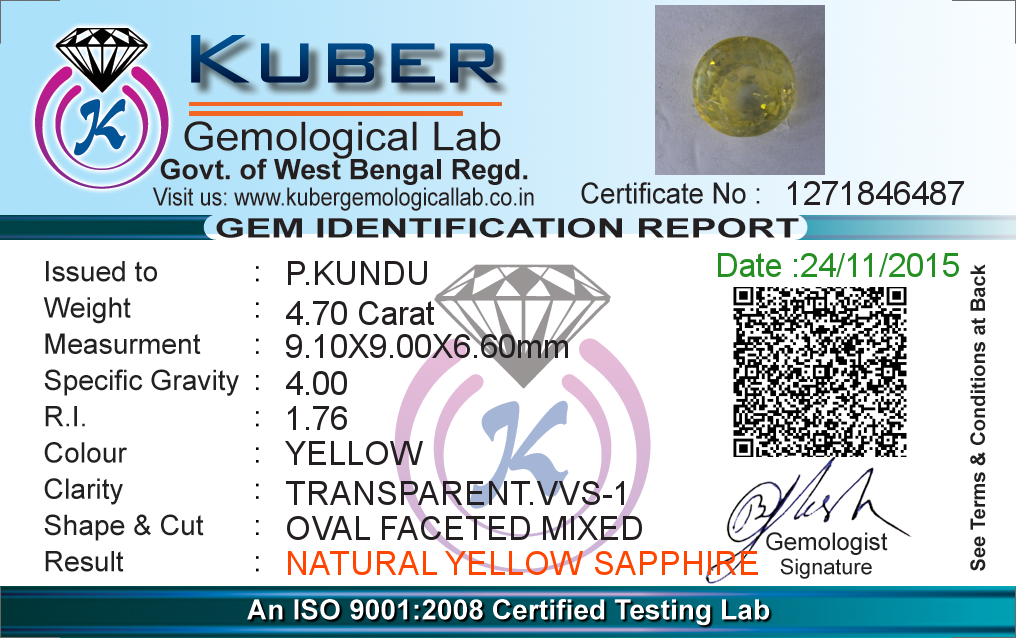 K
KUBER
Gemological Lab
Govt. of West Bengal Regd.
Visit us: www.kubergemologicallab.co.in
Certificate No : 1271846487
GEM IDENTIFICATION REPORT
Date :24/11/2015
Issued to : P.KUNDU
Weight : 4.70 Carat
Measurment : 9.10X9.00X6.60mm
Specific Gravity : 4.00
R.I. : 1.76
Colour : YELLOW
Clarity : TRANSPARENT.VVS-1
Shape & Cut : OVAL FACETED MIXED
Result : NATURAL YELLOW SAPPHIRE
K
Gemologist
Signature
See Terms & Conditions at Back
An ISO 9001:2008 Certified Testing Lab